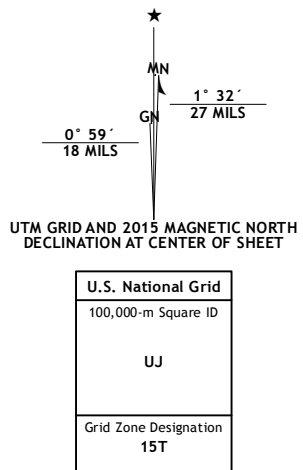 ★
MN
GN
1° 32´
27 MILS
0° 59´
18 MILS
UTM GRID AND 2015 MAGNETIC NORTH
DECLINATION AT CENTER OF SHEET
U.S. National Grid
100,000-m Square ID
UJ
Grid Zone Designation
15T